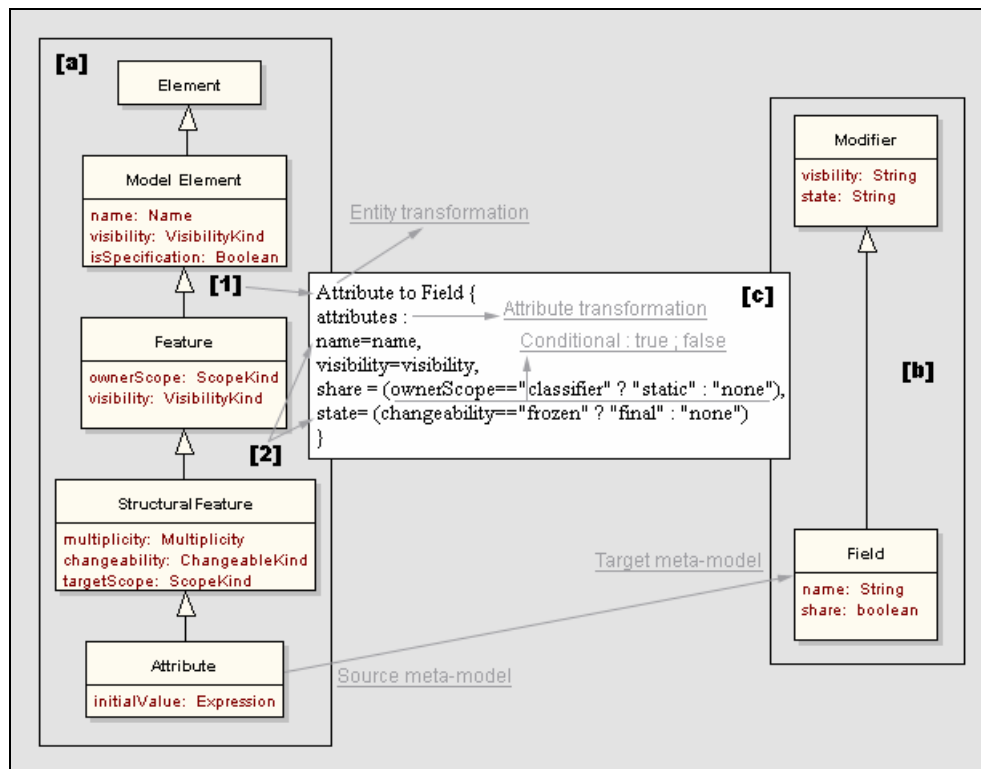 [a]
Element
Model Element
name: Name
visibility: VisibilityKind
isSpecification: Boolean
[1]
Feature
ownerScope: ScopeKind
visibility: VisibilityKind
[2]
StructuralFeature
multiplicity: Multiplicity
changeability: ChangeableKind
targetScope: ScopeKind
Attribute
initialValue: Expression
Entity transformation
[c]
Attribute to Field {
attributes :
Attribute transformation
name=name,
Conditional : true ; false
visibility=visibility,
share = (ownerScope=="classifier" ? "static" : "none"),
state= (changeability=="frozen" ? "final" : "none")
}
Target meta-model
Source meta-model
Modifier
visbility: String
state: String
[b]
Field
name: String
share: boolean